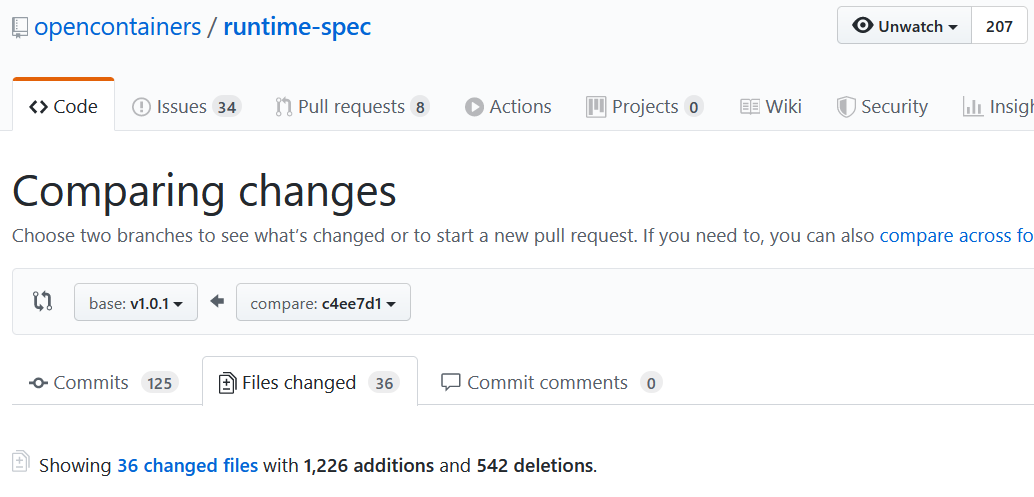 opencontainers / runtime-spec Unwatch 207
Code Issues 34 Pull requests 8 Actions Projects 0 Wiki Security Insigh
Comparing changes
Choose two branches to see what’s changed or to start a new pull request. If you need to, you can also compare across fo
base: v1.0.1 compare: c4ee7d1
Commits 125 Files changed 36 Commit comments 0
Showing 36 changed files with 1,226 additions and 542 deletions.